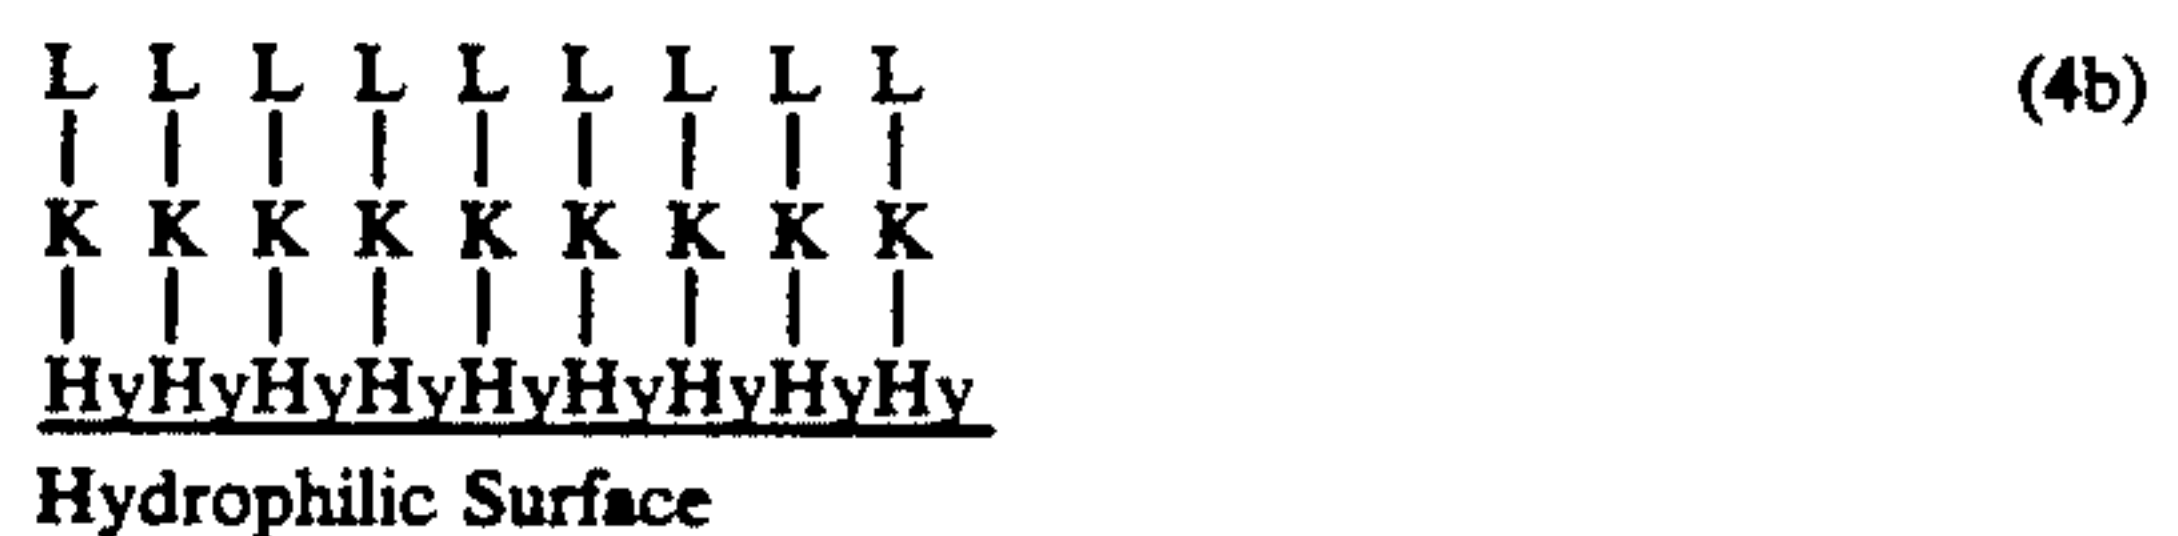 L L L L L L L L L (4b)
K K K K K K K K K
HyHyHyHyHyHyHyHyHy
Hydrophilic Surface